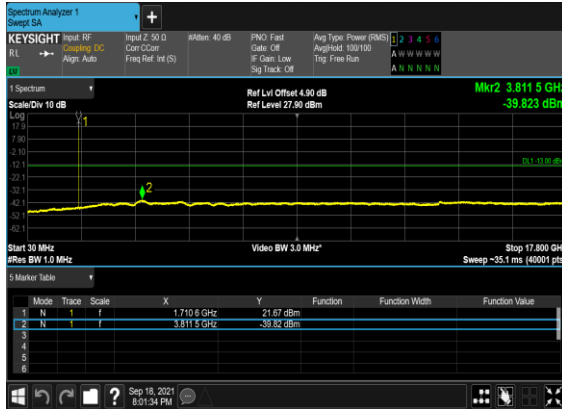 Spectrum Analyzer 1
Swept SA
+
KEYSIGHT Input: RF Input Z: 50 Ω #Atten: 40 dB PNO: Fast Avg Type: Power (RMS) 1 2 3 4 5 6
RL Coupling: DC Corr CCorr Gate: Off Avg|Hold: 100/100 A W W W W W
Align: Auto Freq Ref: Int (S) IF Gain: Low Trig: Free Run
LU Sig Track: Off A N N N N N
1 Spectrum Ref Lvl Offset 4.90 dB Mkr2 3.811 5 GHz
Scale/Div 10 dB Ref Level 27.90 dBm -39.823 dBm
Log
17.9
7.90
-2.10
-12.1
-22.1
-32.1
-42.1
-52.1
-62.1
1
2
DL1 -13.00 dBm
Start 30 MHz Video BW 3.0 MHz* Stop 17.800 GHz
#Res BW 1.0 MHz Sweep ~35.1 ms (40001 pts)
5 Marker Table
Mode Trace Scale X Y Function Function Width Function Value
1 N 1 f 1.710 6 GHz 21.67 dBm
2 N 1 f 3.811 5 GHz -39.82 dBm
3
4
5
6
? Sep 18, 2021
8:01:34 PM